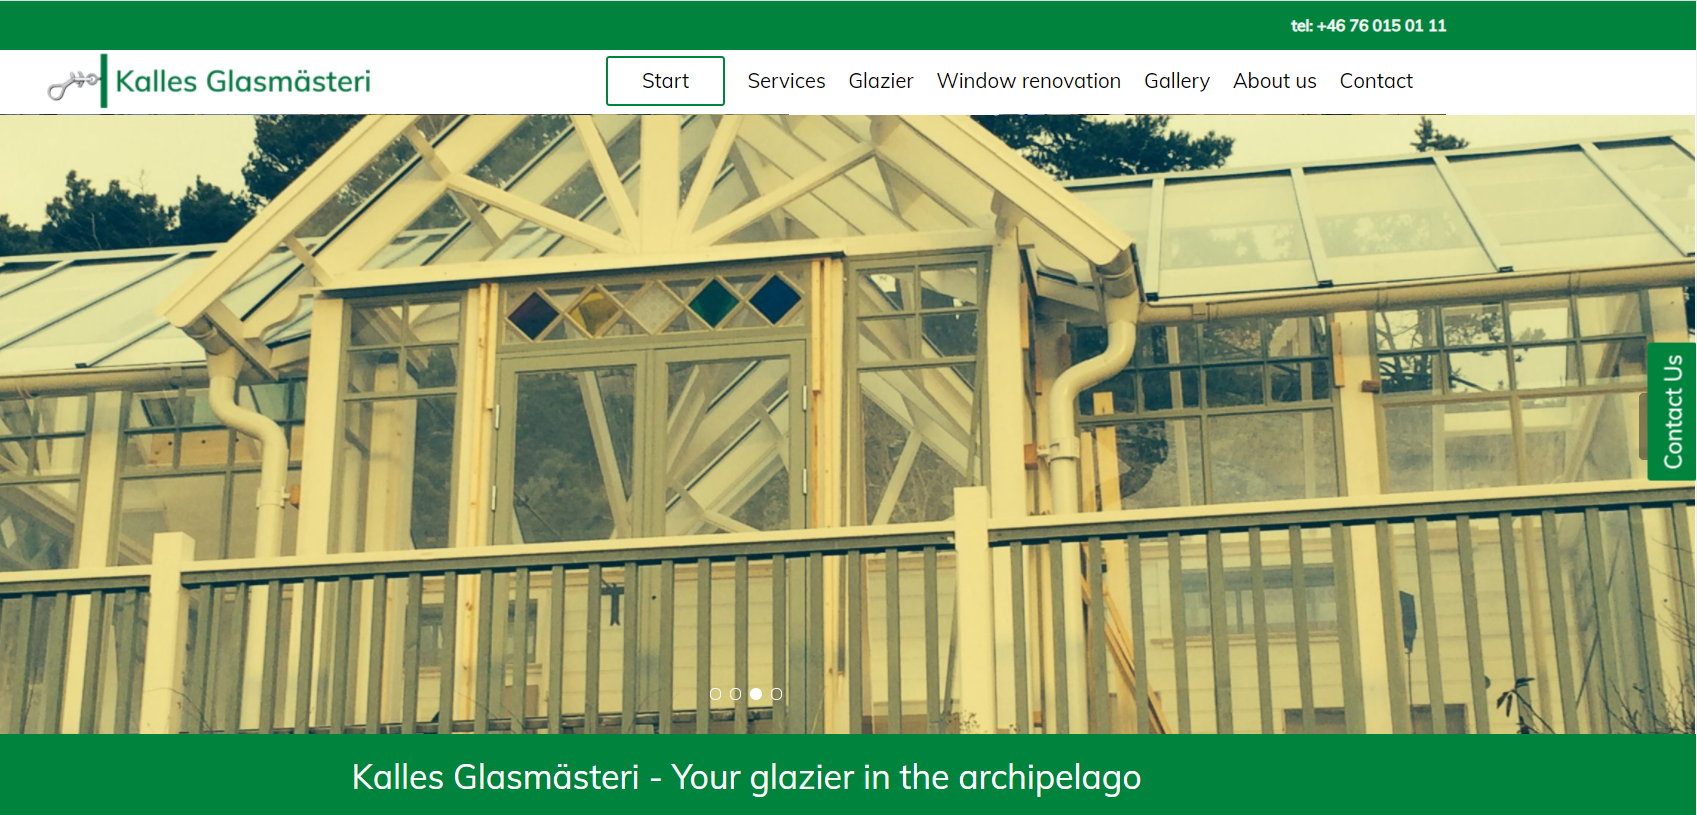 tel: +46 76 015 01 11
Kalles Glasmästeri
Start Services Glazier Window renovation Gallery About us Contact
Contact Us
Kalles Glasmästeri - Your glazier in the archipelago